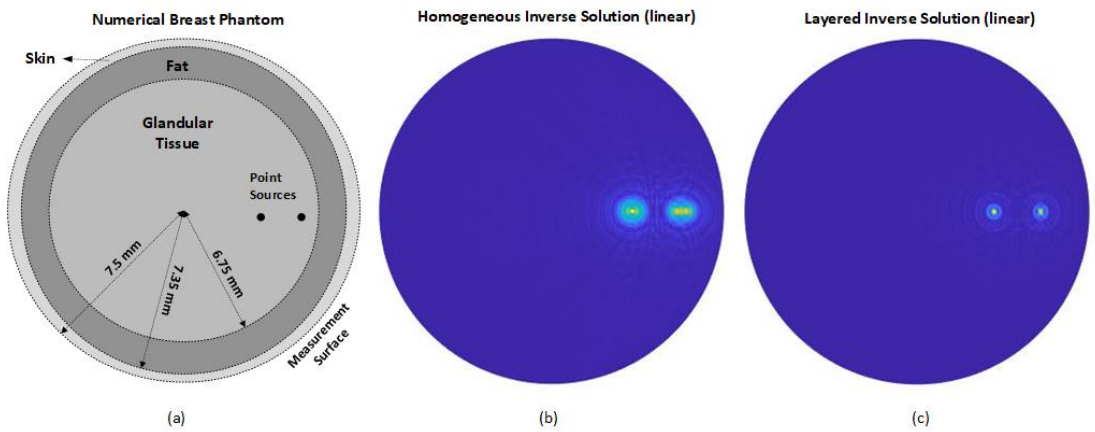 Numerical Breast Phantom
Skin
Fat
Glandular
Tissue
Point
Sources
7.5 mm
7.35 mm
6.75 mm
Measurement
Surface
(a)
Homogeneous Inverse Solution (linear)
(b)
Layered Inverse Solution (linear)
(c)